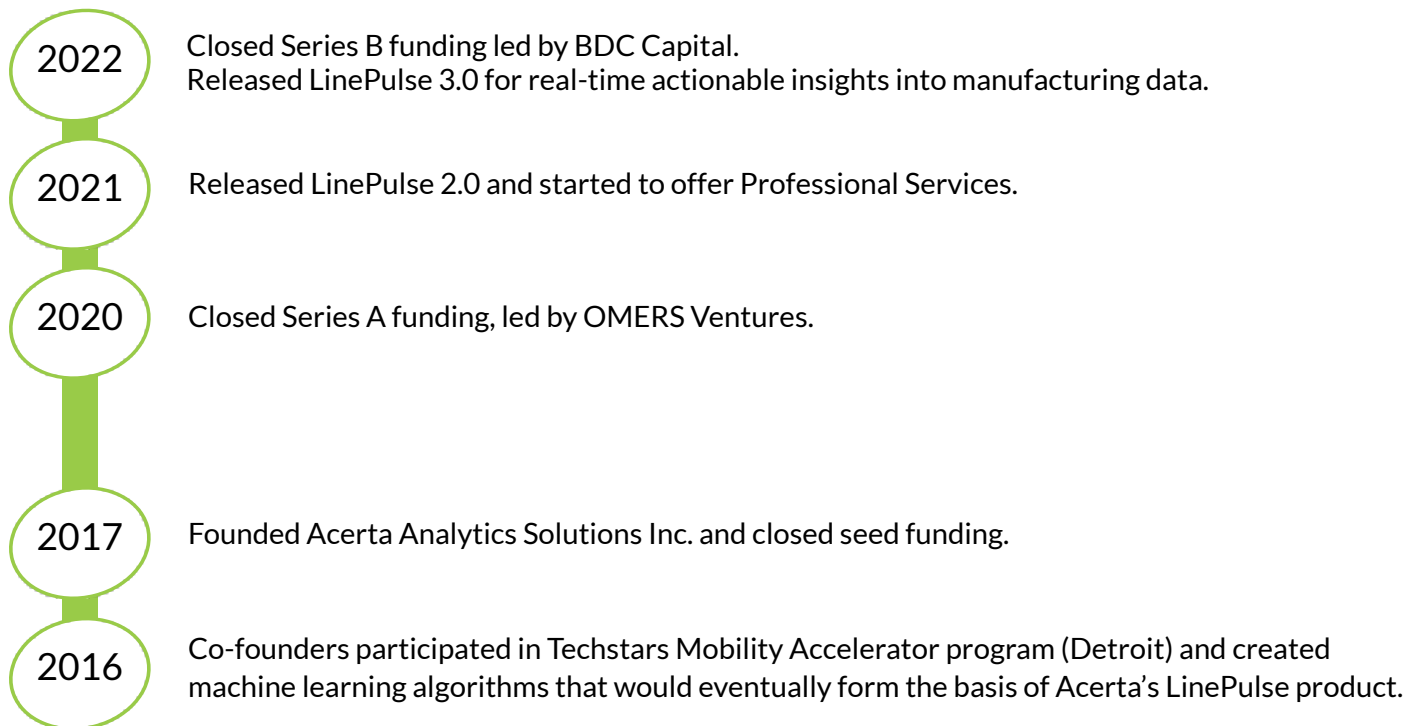 2022
Closed Series B funding led by BDC Capital.
Released LinePulse 3.0 for real-time actionable insights into manufacturing data.
2021
Released LinePulse 2.0 and started to offer Professional Services.
2020
Closed Series A funding, led by OMERS Ventures.
2017
Founded Acerta Analytics Solutions Inc. and closed seed funding.
2016
Co-founders participated in Techstars Mobility Accelerator program (Detroit) and created
machine learning algorithms that would eventually form the basis of Acerta’s LinePulse product.